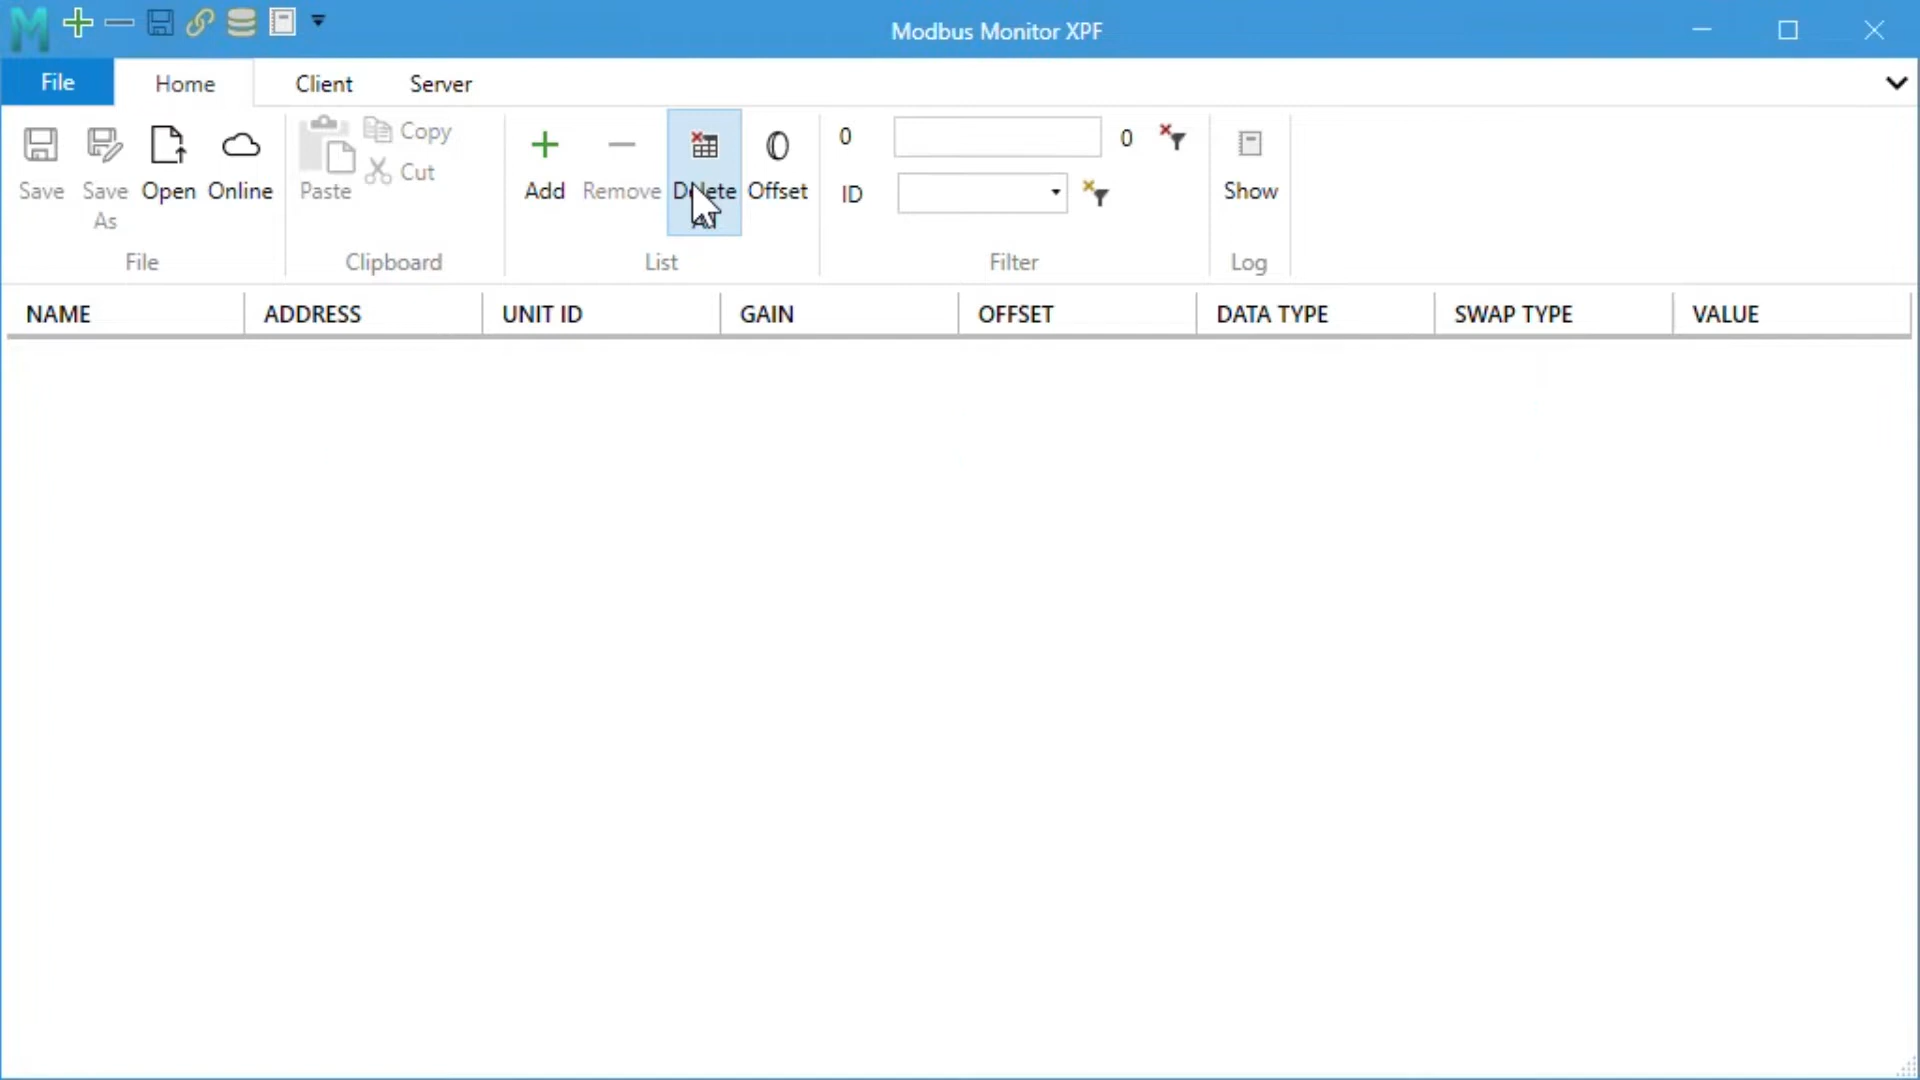 Modbus Monitor XPF
File Home Client Server
Save Save As Open Online
Paste Copy Cut
Add Remove Delete All Offset
0 0
ID
Show
File Clipboard List Filter Log
NAME ADDRESS UNIT ID GAIN OFFSET DATA TYPE SWAP TYPE VALUE